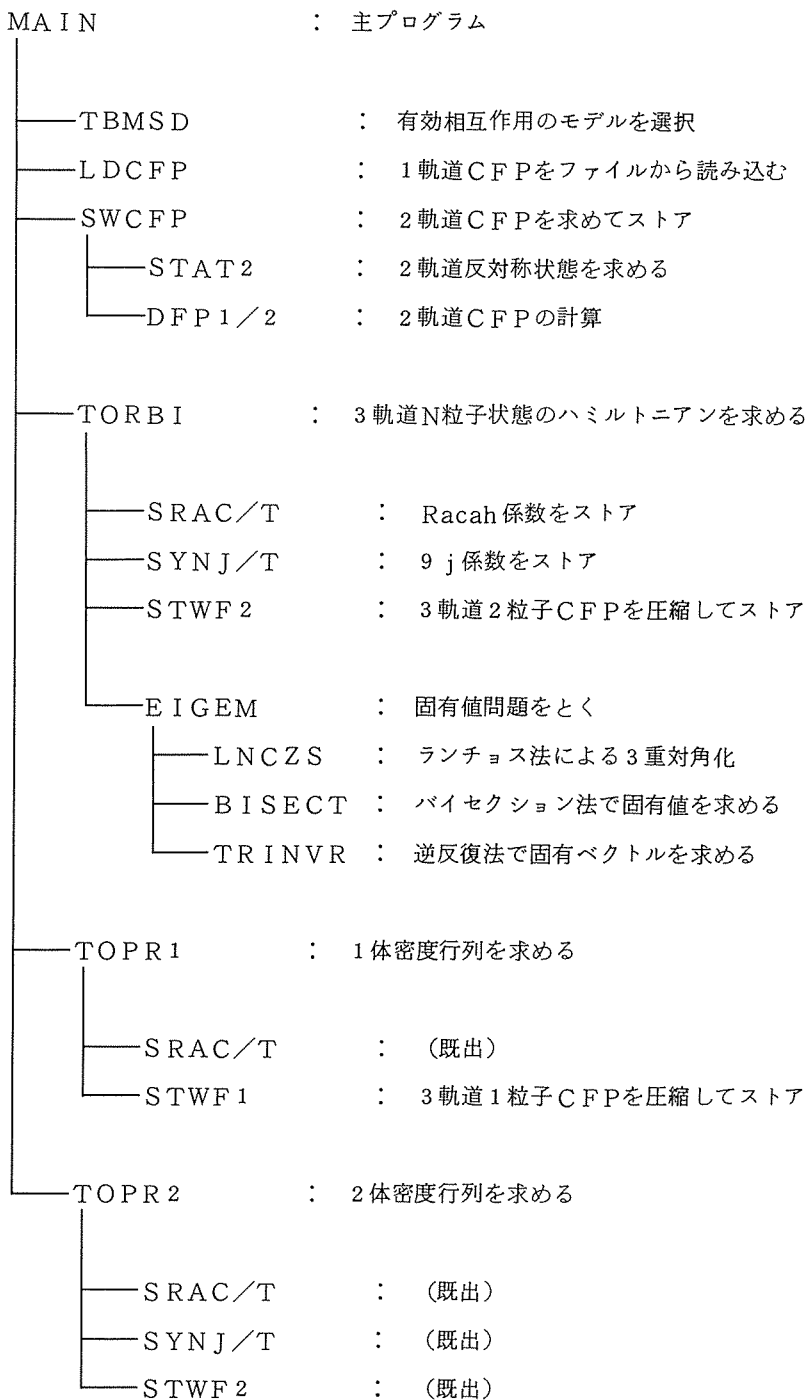 MAIN : 主プログラム
TBMSD : 有効相互作用のモデルを選択
LDCFP : 1軌道CFPをファイルから読み込む
SWCFP : 2軌道CFPを求めてストア
STAT2 : 2軌道反対称状態を求める
DFP1/2 : 2軌道CFPの計算
TORBI : 3軌道N粒子状態のハミルトニアンを求める
SRAC/T : Racah係数をストア
SYNJ/T : 9j係数をストア
STWF2 : 3軌道2粒子CFPを圧縮してストア
EIGEM : 固有値問題をとく
LNCZS : ランチョス法による3重対角化
BISECT : バイセクション法で固有値を求める
TRINVR : 逆反復法で固有ベクトルを求める
TOPR1 : 1体密度行列を求める
SRAC/T : (既出)
STWF1 : 3軌道1粒子CFPを圧縮してストア
TOPR2 : 2体密度行列を求める
SRAC/T : (既出)
SYNJ/T : (既出)
STWF2 : (既出)